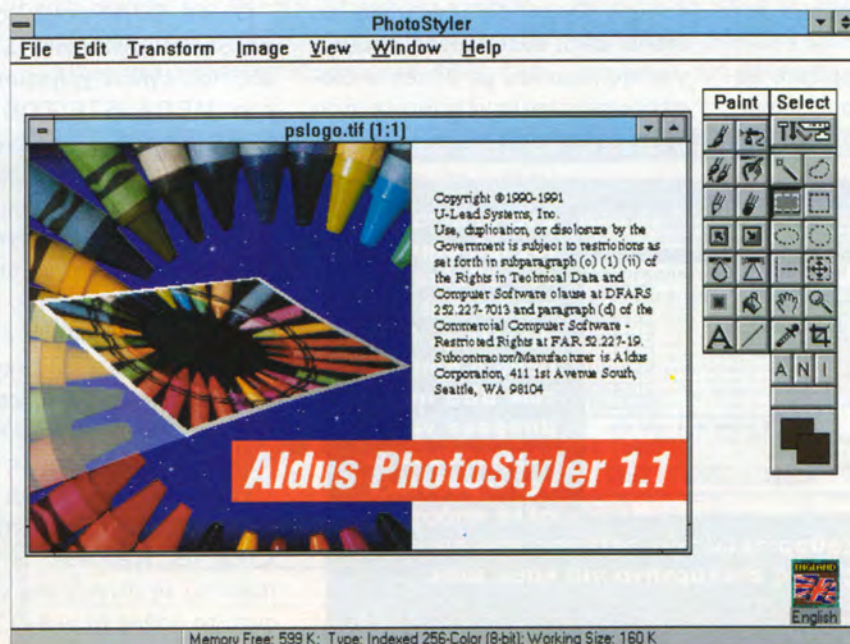 PhotoStyler
File Edit Transform Image View Window Help
pslogo.tif (1:1)
Paint Select
Copyright ©1990-1991
U-Lead Systems, Inc.
Use, duplication, or disclosure by the
Government is subject to restrictions as
set forth in subparagraph (c) (1) (ii) of
the Rights in Technical Data and
Computer Software clause at DFARS
252.227-7013 and paragraph (d) of the
Commercial Computer Software -
Restricted Rights at FAR 52.227-19.
Subcontractor/Manufacturer is Aldus
Corporation, 411 1st Avenue South,
Seattle, WA 98104
A
A N I
Aldus PhotoStyler 1.1
ENGLAND
English
Memory Free: 599 K; Type: Indexed 256-Color (8-bit); Working Size: 160 K